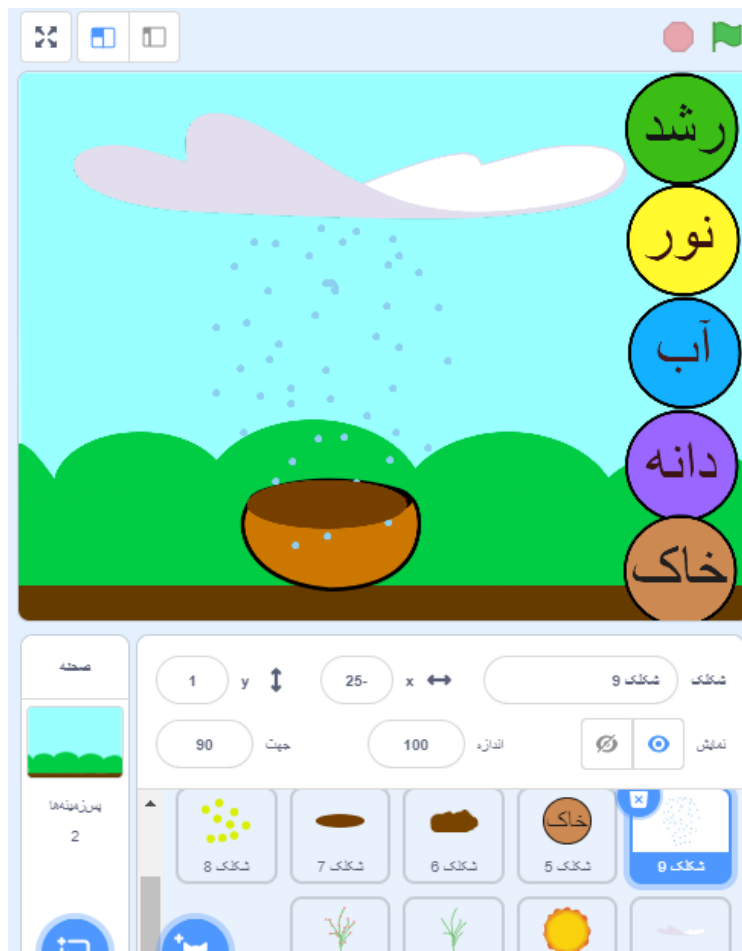 رشد
نور
آب
دانه
خاک
شکلک
شکلک 9
x
-25
y
1
نمایش
اندازه
100
جهت
90
صحنه
پس‌زمینه‌ها
2
شکلک 9
خاک
شکلک 5
شکلک 6
شکلک 7
شکلک 8